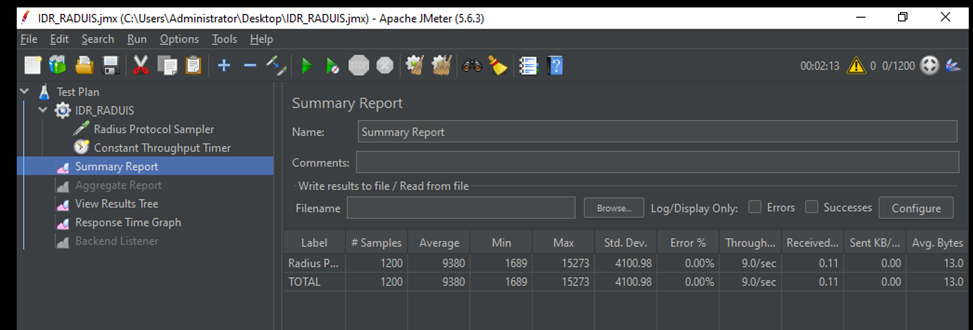 IDR_RADUIS.jmx (C:\Users\Administrator\Desktop\IDR_RADUIS.jmx) - Apache JMeter (5.6.3)
File Edit Search Run Options Tools Help
STOP 00:02:13 0 0/1200
Test Plan
IDR_RADUIS
Radius Protocol Sampler
Constant Throughput Timer
Summary Report
Aggregate Report
View Results Tree
Response Time Graph
Backend Listener
Summary Report
Name: Summary Report
Comments:
Write results to file / Read from file
Filename Browse... Log/Display Only: Errors Successes Configure
Label # Samples Average Min Max Std. Dev. Error % Through... Received... Sent KB/... Avg. Bytes
Radius P... 1200 9380 1689 15273 4100.98 0.00% 9.0/sec 0.11 0.00 13.0
TOTAL 1200 9380 1689 15273 4100.98 0.00% 9.0/sec 0.11 0.00 13.0